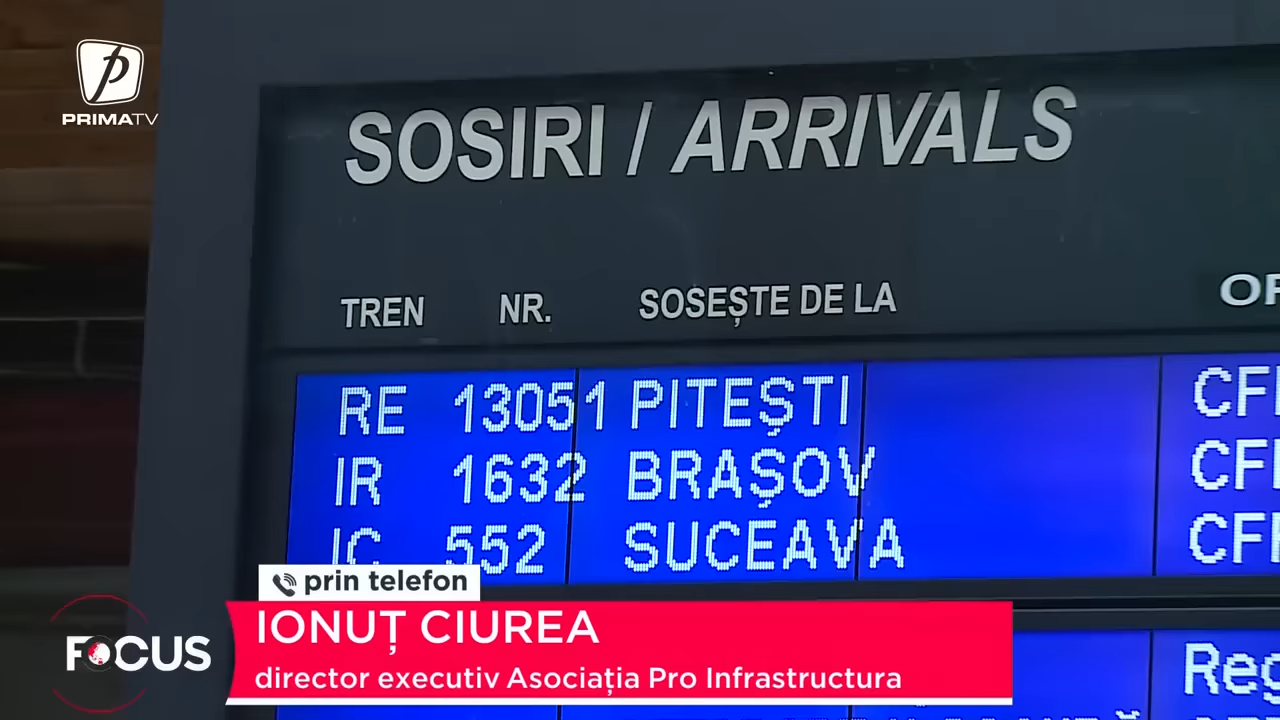 PRIMATV
SOSIRI / ARRIVALS
TREN NR. SOSEȘTE DE LA
RE 13051 PITEȘTI
IR 1632 BRAȘOV
IC 552 SUCEAVA
prin telefon
IONUȚ CIUREA
director executiv Asociația Pro Infrastructura
FOCUS